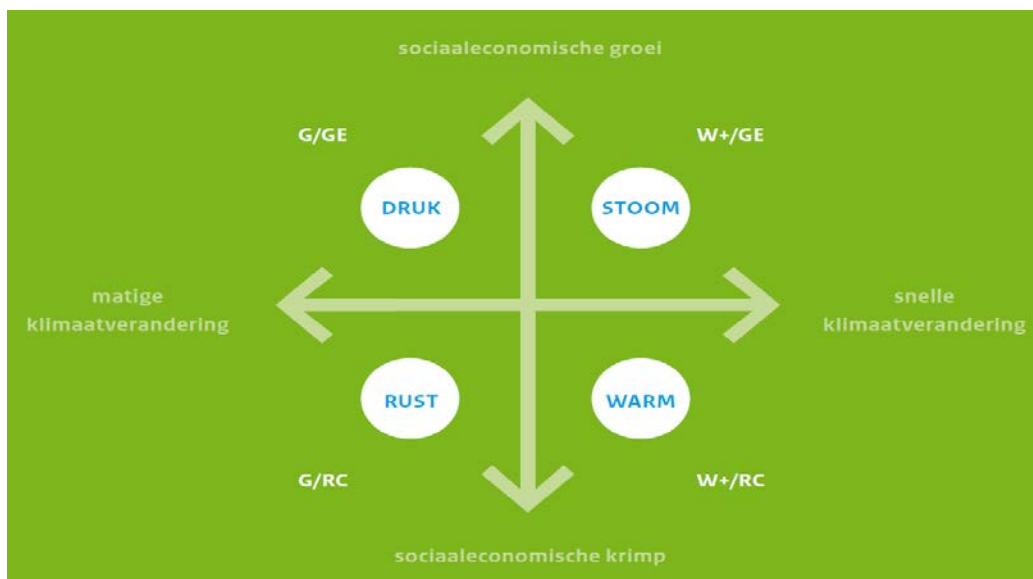 sociaaleconomische groei
G/GE
W+/GE
DRUK
STOOM
matige
klimaatverandering
snelle
klimaatverandering
RUST
WARM
G/RC
W+/RC
sociaaleconomische krimp